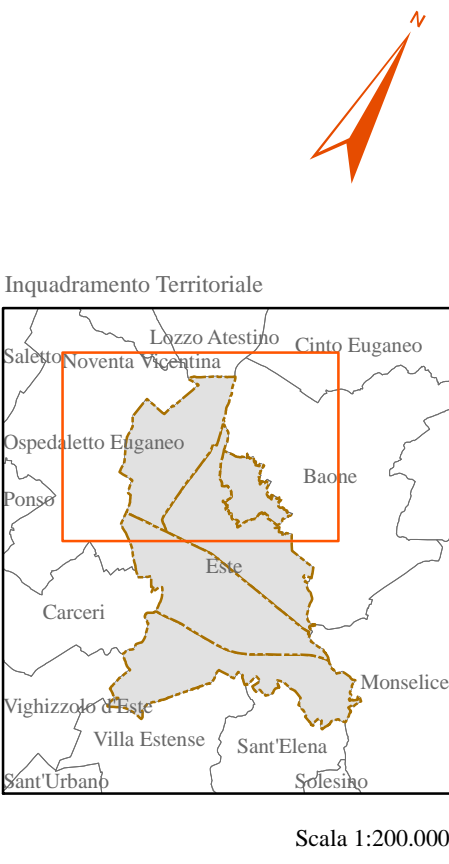 N
Inquadramento Territoriale
Lozzo Atestino
Cinto Euganeo
Saletto
Noventa Vicentina
Ospedaletto Euganeo
Baone
Ponso
Este
Carceri
Monselice
Vighizzolo d'Este
Villa Estense
Sant'Elena
Sant'Urbano
Solesino
Scala 1:200.000